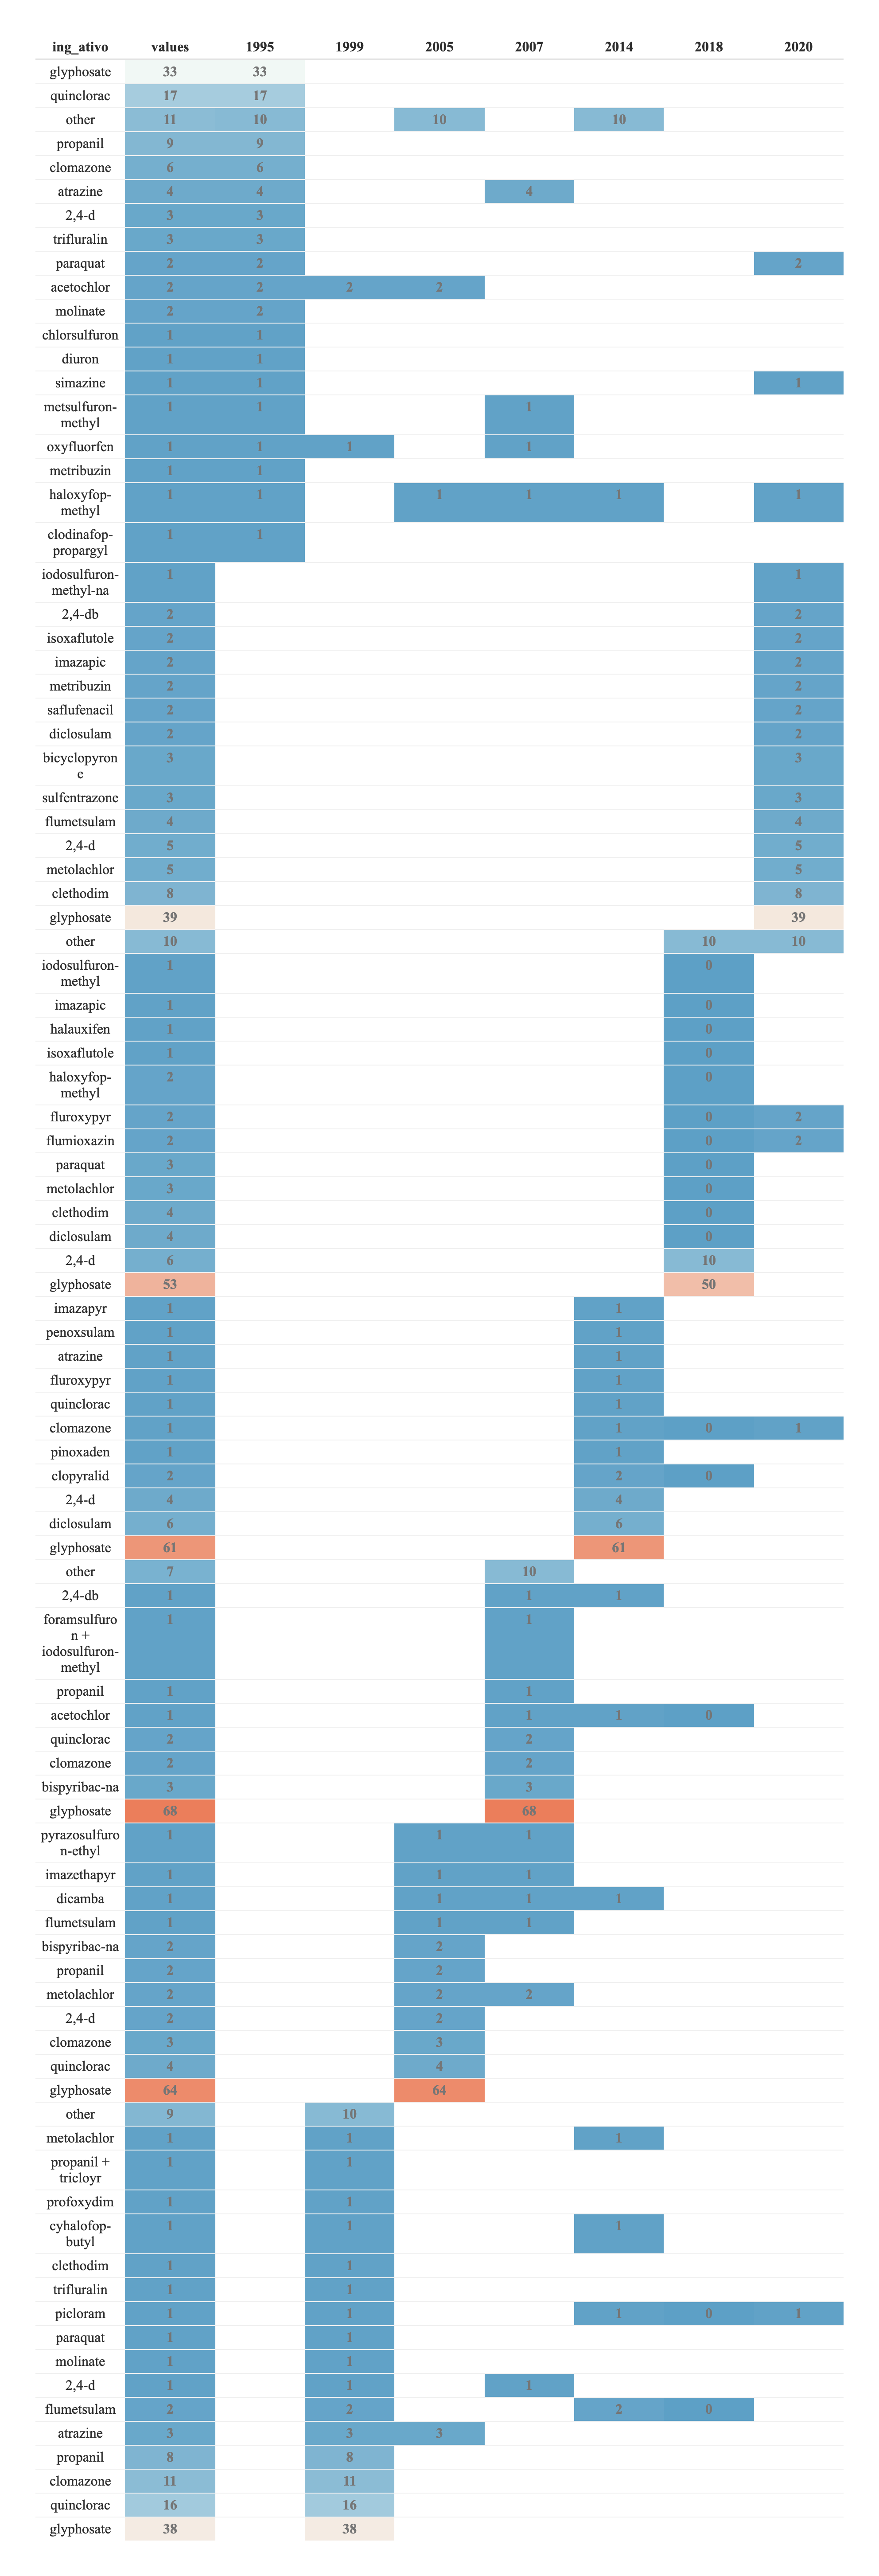 ing_ativo values 1995 1999 2005 2007 2014 2018 2020
glyphosate 33 33
quinclorac 17 17
other 11 10 10 10
propanil 9 9
clomazone 6 6
atrazine 4 4 4
2,4-d 3 3
trifluralin 3 3
paraquat 2 2 2
acetochlor 2 2 2 2
molinate 2 2
chlorsulfuron 1 1
diuron 1 1
simazine 1 1 1
metsulfuron- 1 1 1
methyl
oxyfluorfen 1 1 1 1
metribuzin 1 1
haloxyfop- 1 1 1 1 1 1
methyl
clodinafop- 1 1
propargyl
iodosulfuron- 1 1
methyl-na
2,4-db 2 2
isoxaflutole 2 2
imazapic 2 2
metribuzin 2 2
saflufenacil 2 2
diclosulam 2 2
bicyclopyron 3 3
e
sulfentrazone 3 3
flumetsulam 4 4
2,4-d 5 5
metolachlor 5 5
clethodim 8 8
glyphosate 39 39
other 10 10 10
iodosulfuron- 1 0
methyl
imazapic 1 0
halauxifen 1 0
isoxaflutole 1 0
haloxyfop- 2 0
methyl
fluroxypyr 2 0 2
flumioxazin 2 0 2
paraquat 3 0
metolachlor 3 0
clethodim 4 0
diclosulam 4 0
2,4-d 6 10
glyphosate 53 50
imazapyr 1 1
penoxsulam 1 1
atrazine 1 1
fluroxypyr 1 1
quinclorac 1 1
clomazone 1 1 0 1
pinoxaden 1 1
clopyralid 2 2 0
2,4-d 4 4
diclosulam 6 6
glyphosate 61 61
other 7 10
2,4-db 1 1 1
foramsulfuro 1 1
n +
iodosulfuron-
methyl
propanil 1 1
acetochlor 1 1 1 0
quinclorac 2 2
clomazone 2 2
bispyribac-na 3 3
glyphosate 68 68
pyrazosulfuro 1 1 1
n-ethyl
imazethapyr 1 1 1
dicamba 1 1 1 1
flumetsulam 1 1 1
bispyribac-na 2 2
propanil 2 2
metolachlor 2 2 2
2,4-d 2 2
clomazone 3 3
quinclorac 4 4
glyphosate 64 64
other 9 10
metolachlor 1 1 1
propanil + 1 1
tricloyr
profoxydim 1 1
cyhalofop- 1 1 1
butyl
clethodim 1 1
trifluralin 1 1
picloram 1 1 1 0 1
paraquat 1 1
molinate 1 1
2,4-d 1 1 1
flumetsulam 2 2 2 0
atrazine 3 3 3
propanil 8 8
clomazone 11 11
quinclorac 16 16
glyphosate 38 38